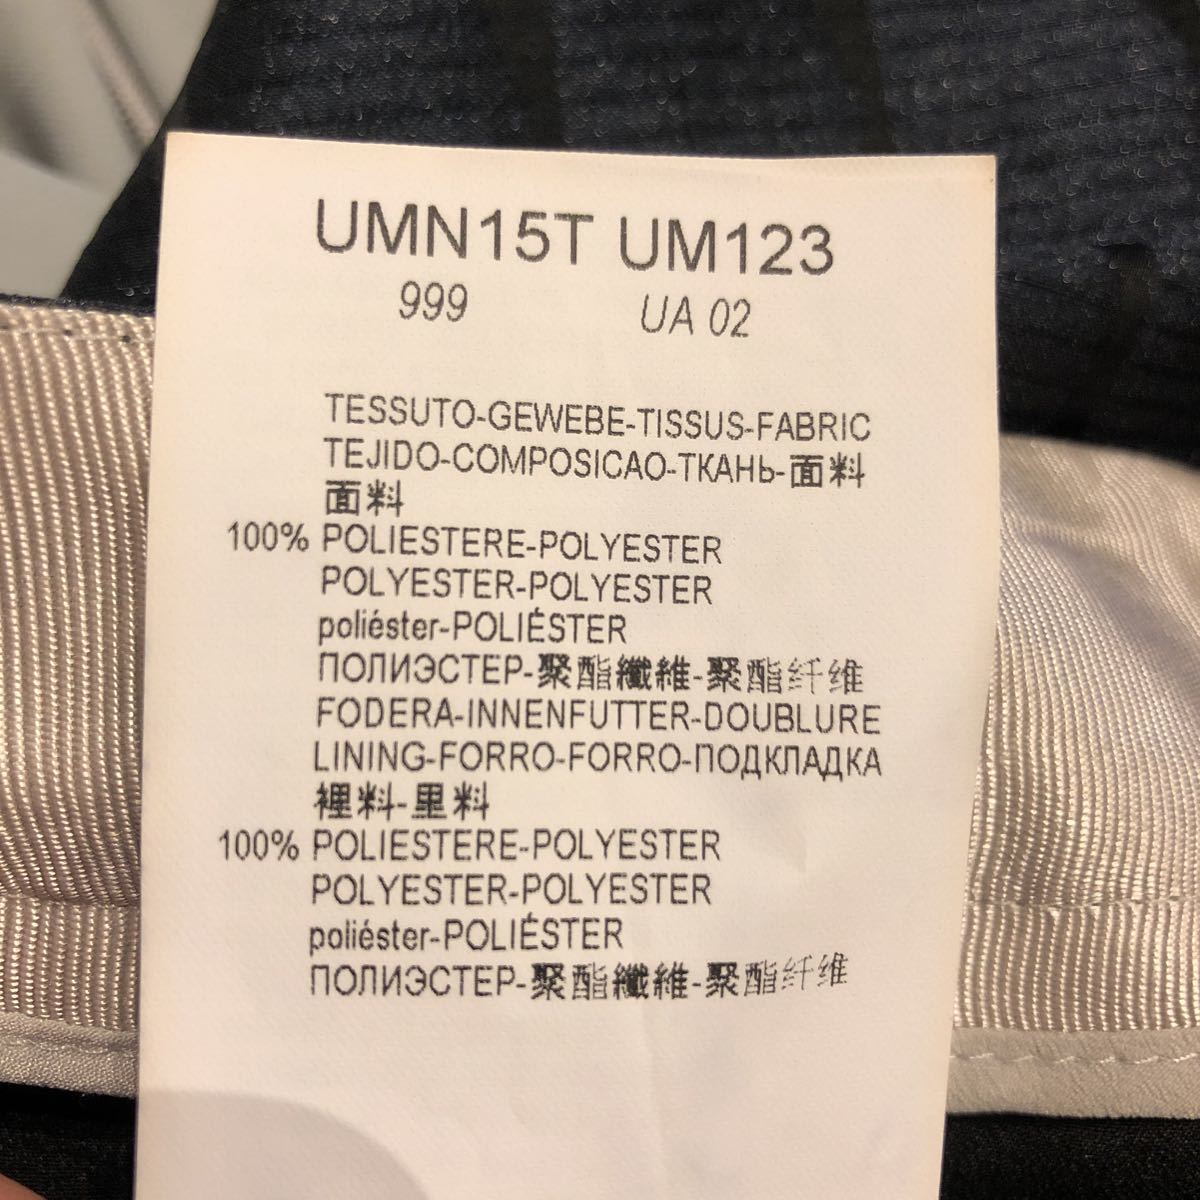 UMN15T UM123
999 UA 02
TESSUTO-GEWEBE-TISSUS-FABRIC
TEJIDO-COMPOSICAO-ТКАНЬ-面料
面料
100% POLIESTERE-POLYESTER
POLYESTER-POLYESTER
poliéster-POLIÉSTER
ПОЛИЭСТЕР-聚酯纖維-聚酯纤维
FODERA-INNENFUTTER-DOUBLURE
LINING-FORRO-FORRO-ПОДКЛАДКА
裡料-里料
100% POLIESTERE-POLYESTER
POLYESTER-POLYESTER
poliéster-POLIÉSTER
ПОЛИЭСТЕР-聚酯纖維-聚酯纤维